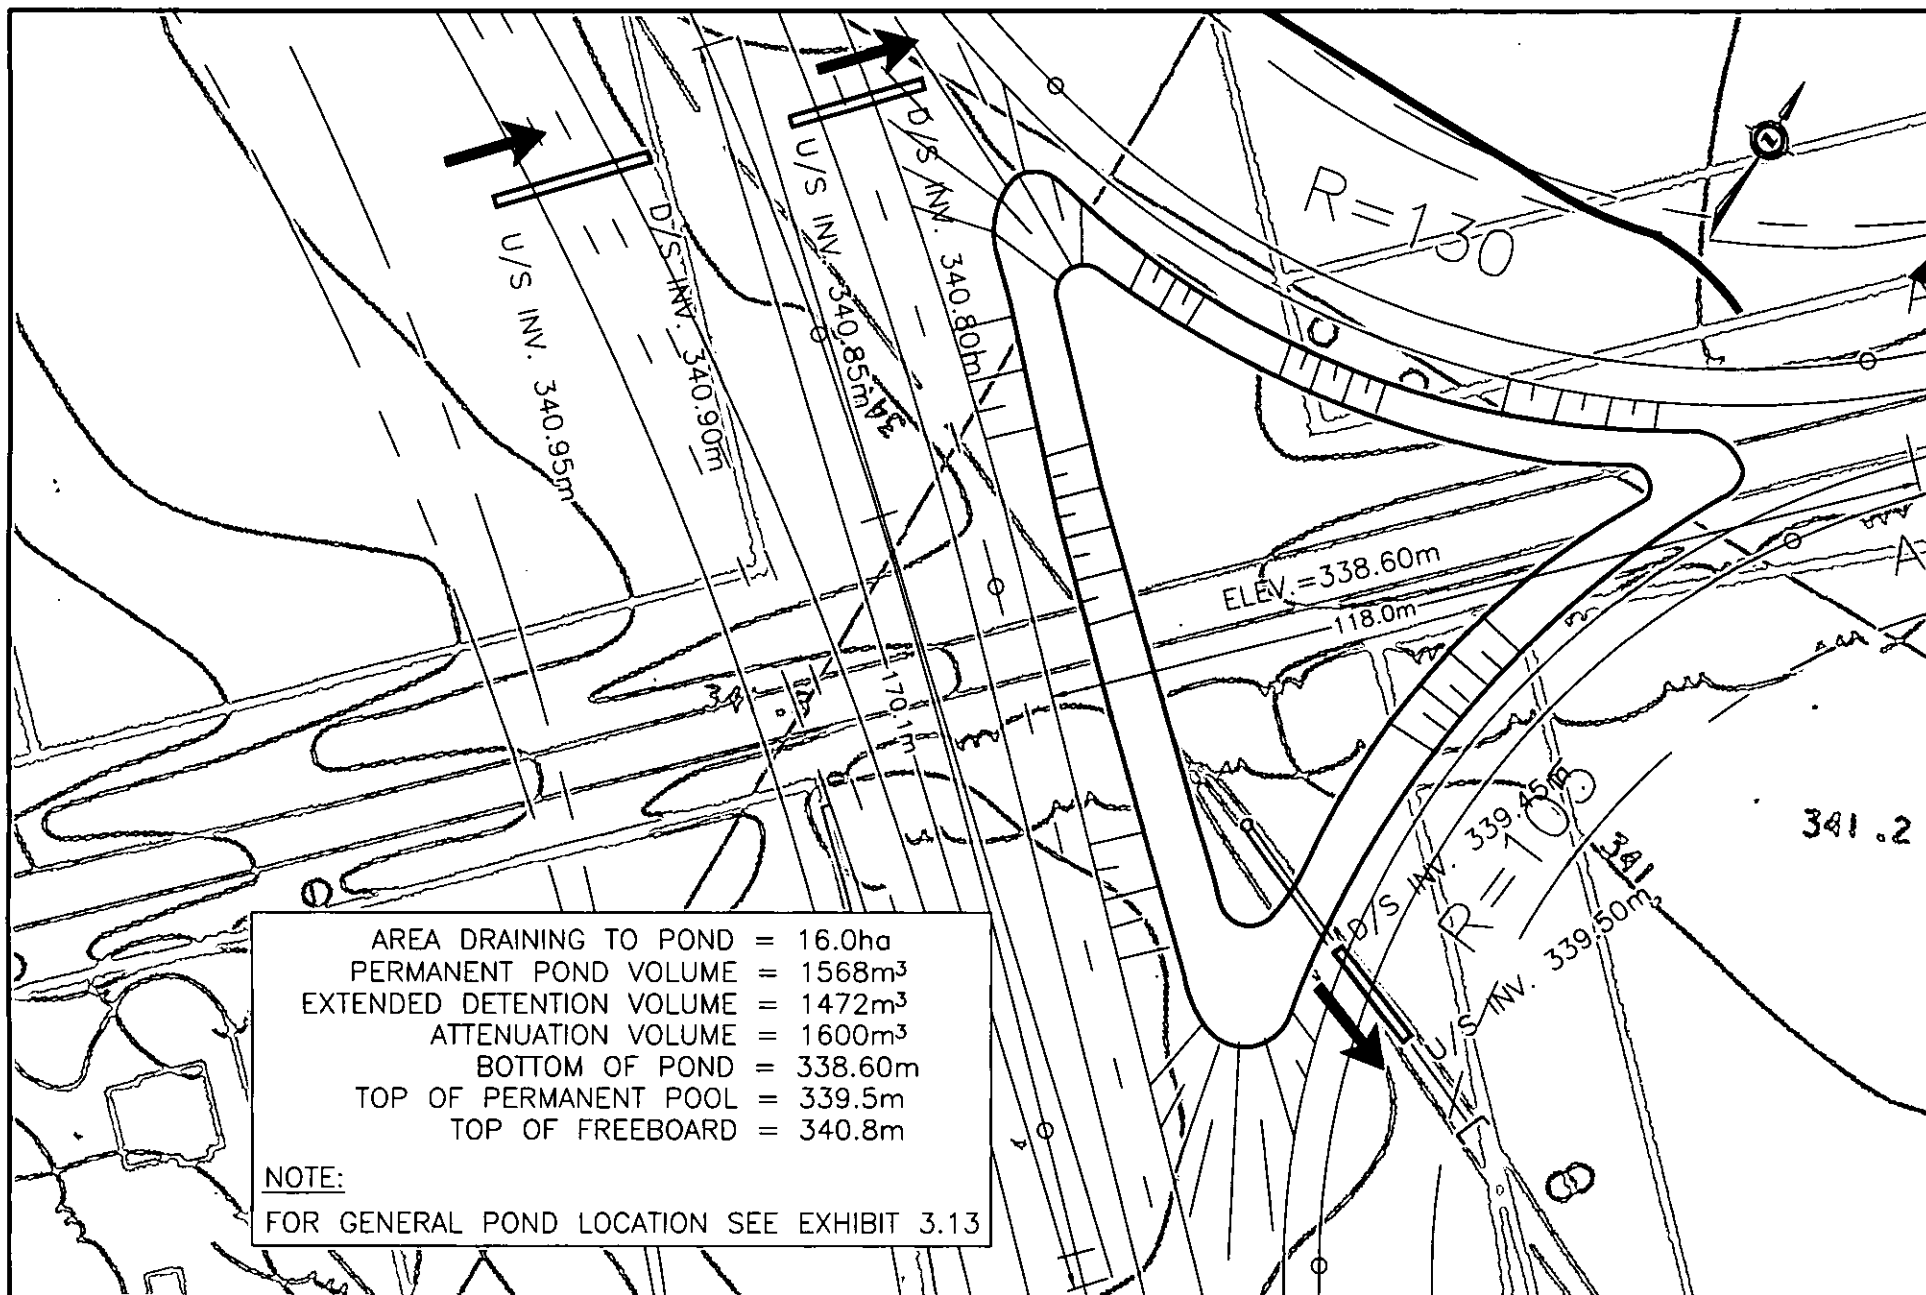 U/S INV. 340.95m
D/S INV. 340.90m
U/S INV. 340.85m
D/S INV. 340.80m
R=130
ELEV.=338.60m
118.0m
170.1m
A
D/S INV. 339.45m
341
341.2
S INV. 339.50m
AREA DRAINING TO POND = 16.0ha
PERMANENT POND VOLUME = 1568m³
EXTENDED DETENTION VOLUME = 1472m³
ATTENUATION VOLUME = 1600m³
BOTTOM OF POND = 338.60m
TOP OF PERMANENT POOL = 339.5m
TOP OF FREEBOARD = 340.8m
NOTE:
FOR GENERAL POND LOCATION SEE EXHIBIT 3.13